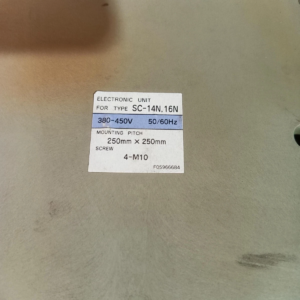 ELECTRONIC UNIT
FOR TYPE SC-14N.16N
380-450V 50/60Hz
MOUNTING PITCH
250mm × 250mm
SCREW
4-M10